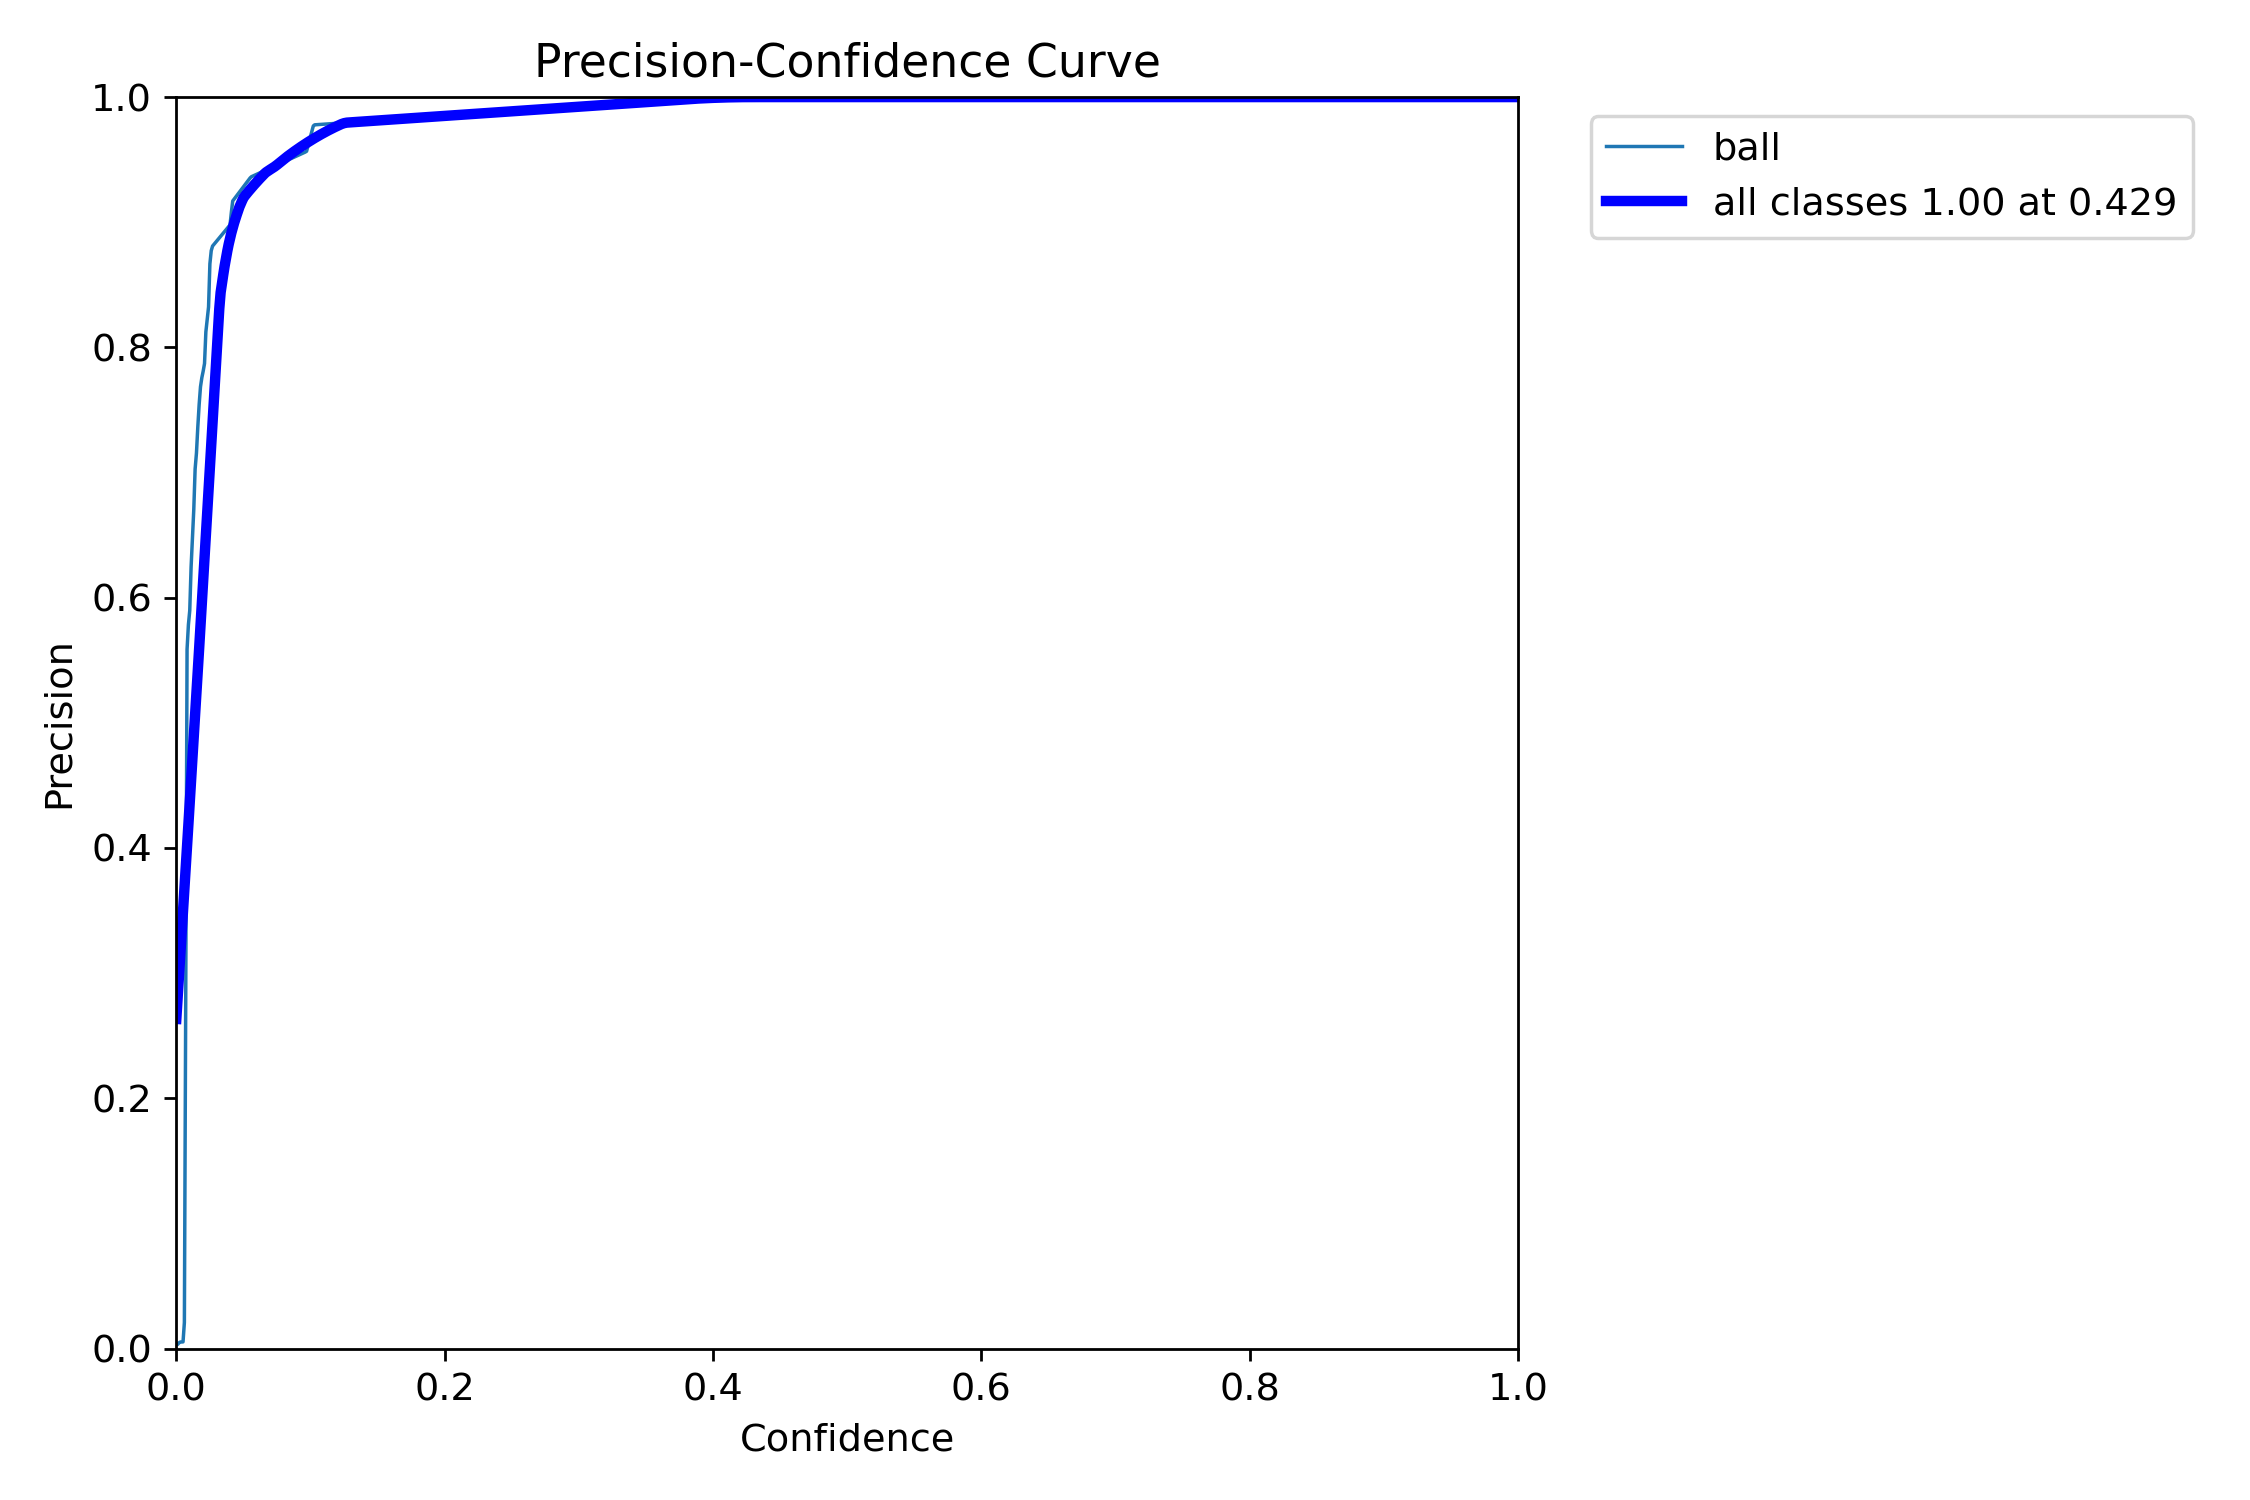 Precision-Confidence Curve
ball
all classes 1.00 at 0.429
1.0
0.8
0.6
0.4
0.2
0.0
Precision
0.0 0.2 0.4 0.6 0.8 1.0
Confidence